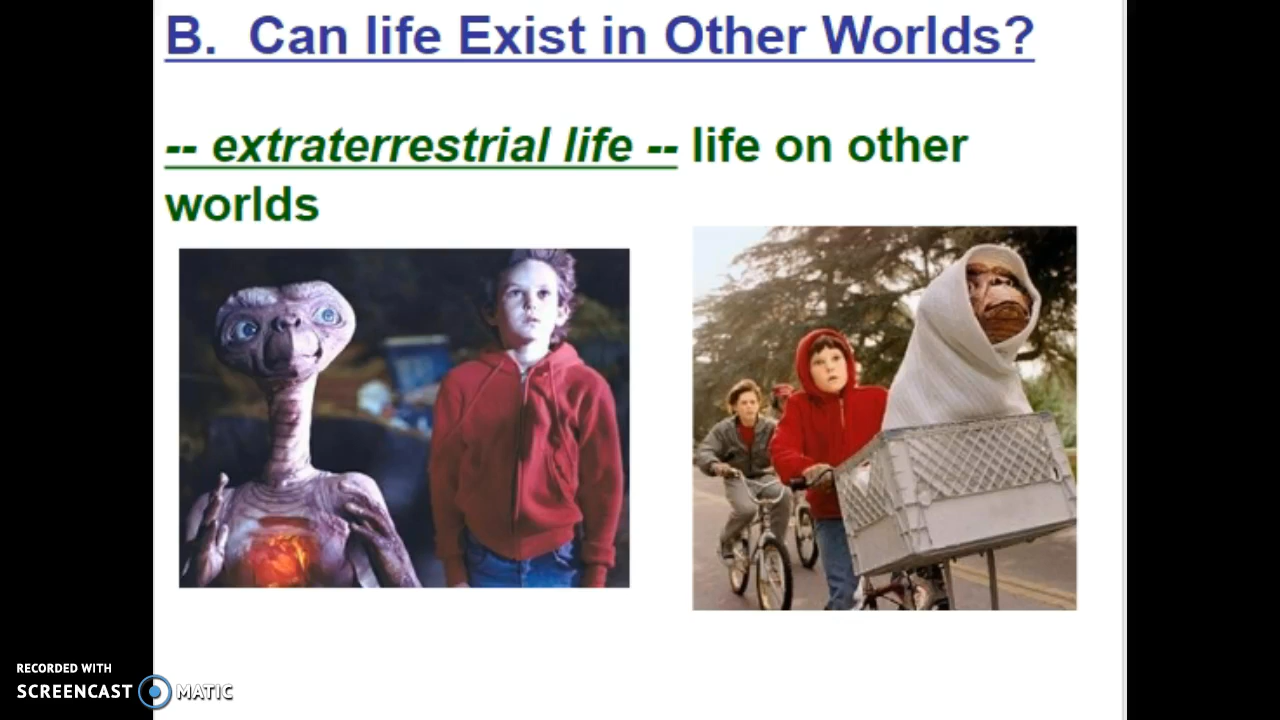 B. Can life Exist in Other Worlds?
-- extraterrestrial life -- life on other
worlds
RECORDED WITH
SCREENCAST MATIC